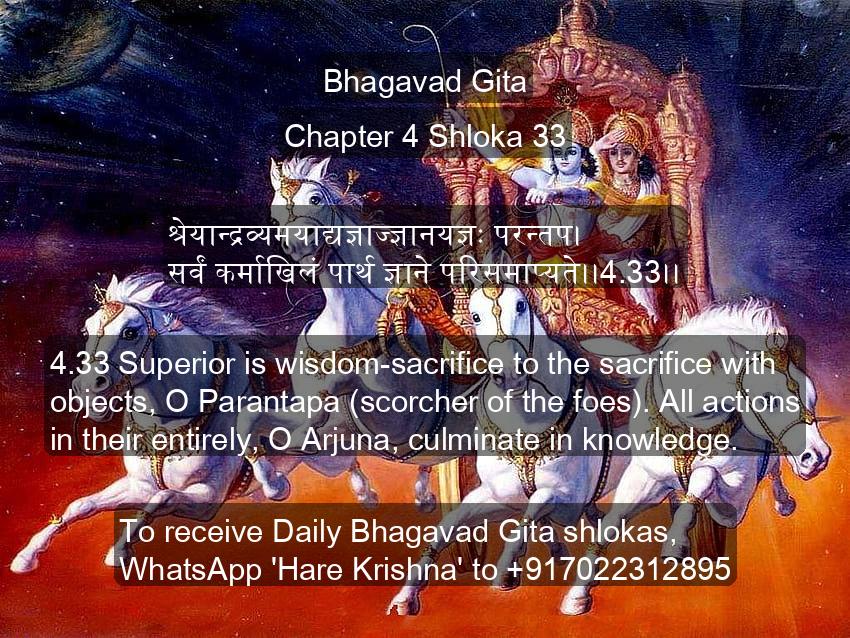 Bhagavad Gita
Chapter 4 Shloka 33
श्रेयान्द्रव्यमयाद्यज्ञाज्ज्ञानयज्ञः परन्तप।
सर्वं कर्माखिलं पार्थ ज्ञाने परिसमाप्यते।।4.33।।
4.33 Superior is wisdom-sacrifice to the sacrifice with
objects, O Parantapa (scorcher of the foes). All actions
in their entirely, O Arjuna, culminate in knowledge.
To receive Daily Bhagavad Gita shlokas,
WhatsApp 'Hare Krishna' to +917022312895